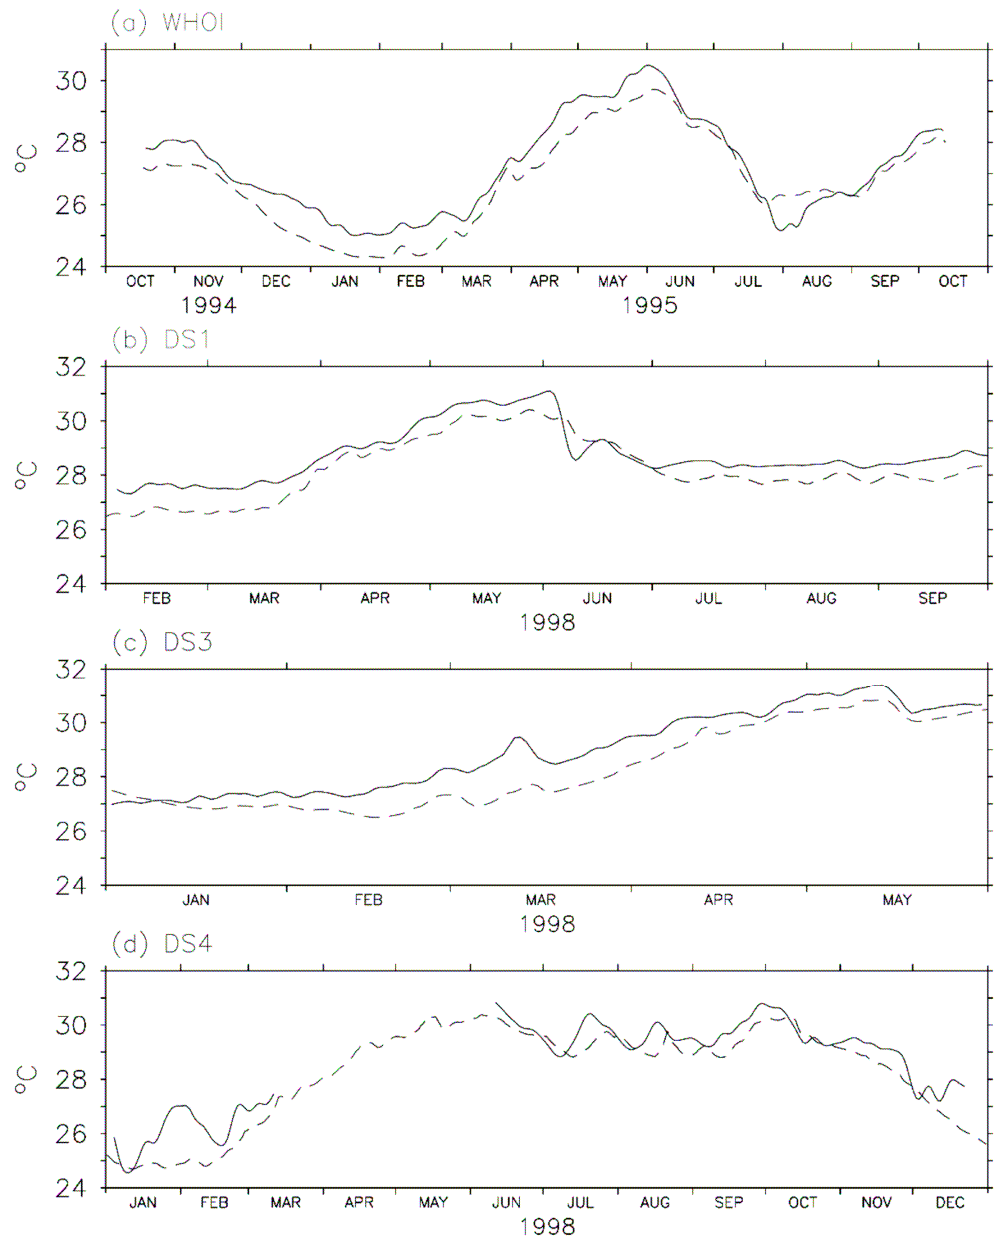 (a) WHOI
°C
30
28
26
24
OCT NOV DEC JAN FEB MAR APR MAY JUN JUL AUG SEP OCT
1994 1995
(b) DS1
°C
32
30
28
26
24
FEB MAR APR MAY JUN JUL AUG SEP
1998
(c) DS3
°C
32
30
28
26
24
JAN FEB MAR APR MAY
1998
(d) DS4
°C
32
30
28
26
24
JAN FEB MAR APR MAY JUN JUL AUG SEP OCT NOV DEC
1998